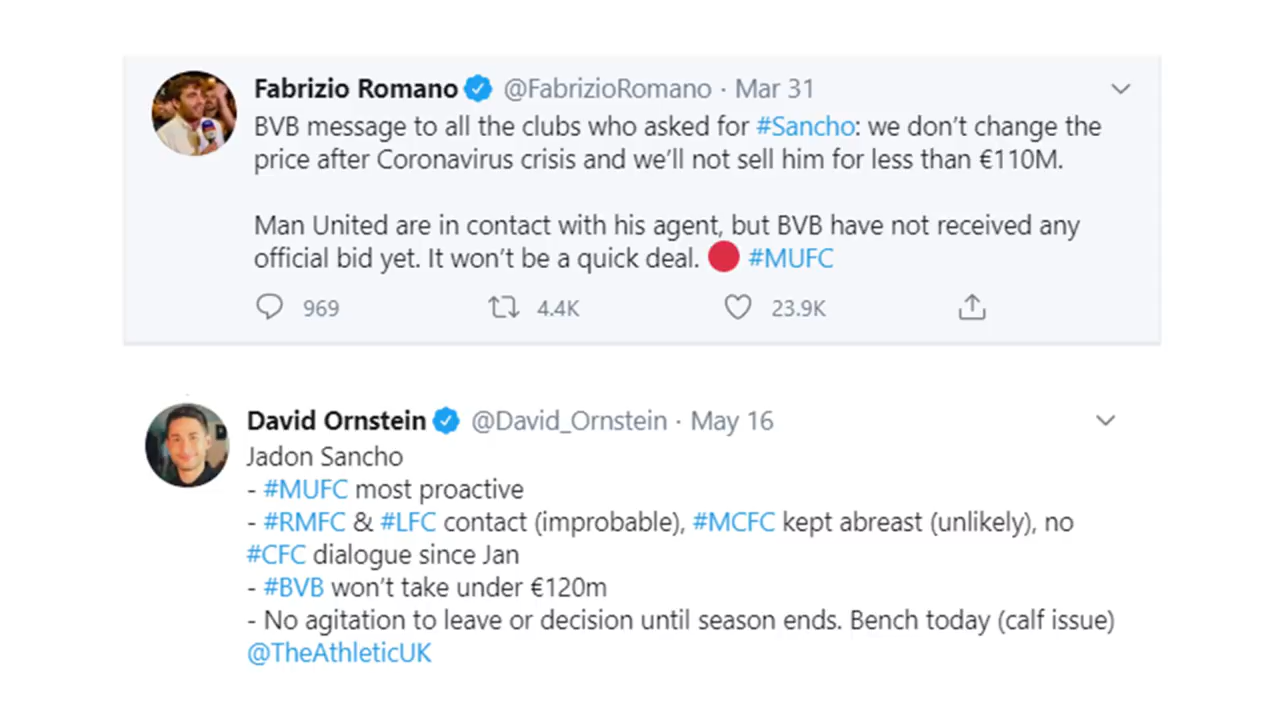 Fabrizio Romano @FabrizioRomano · Mar 31
BVB message to all the clubs who asked for #Sancho: we don't change the
price after Coronavirus crisis and we'll not sell him for less than €110M.
Man United are in contact with his agent, but BVB have not received any
official bid yet. It won't be a quick deal. 🔴 #MUFC
969 4.4K 23.9K
David Ornstein @David_Ornstein · May 16
Jadon Sancho
- #MUFC most proactive
- #RMFC & #LFC contact (improbable), #MCFC kept abreast (unlikely), no
#CFC dialogue since Jan
- #BVB won't take under €120m
- No agitation to leave or decision until season ends. Bench today (calf issue)
@TheAthleticUK